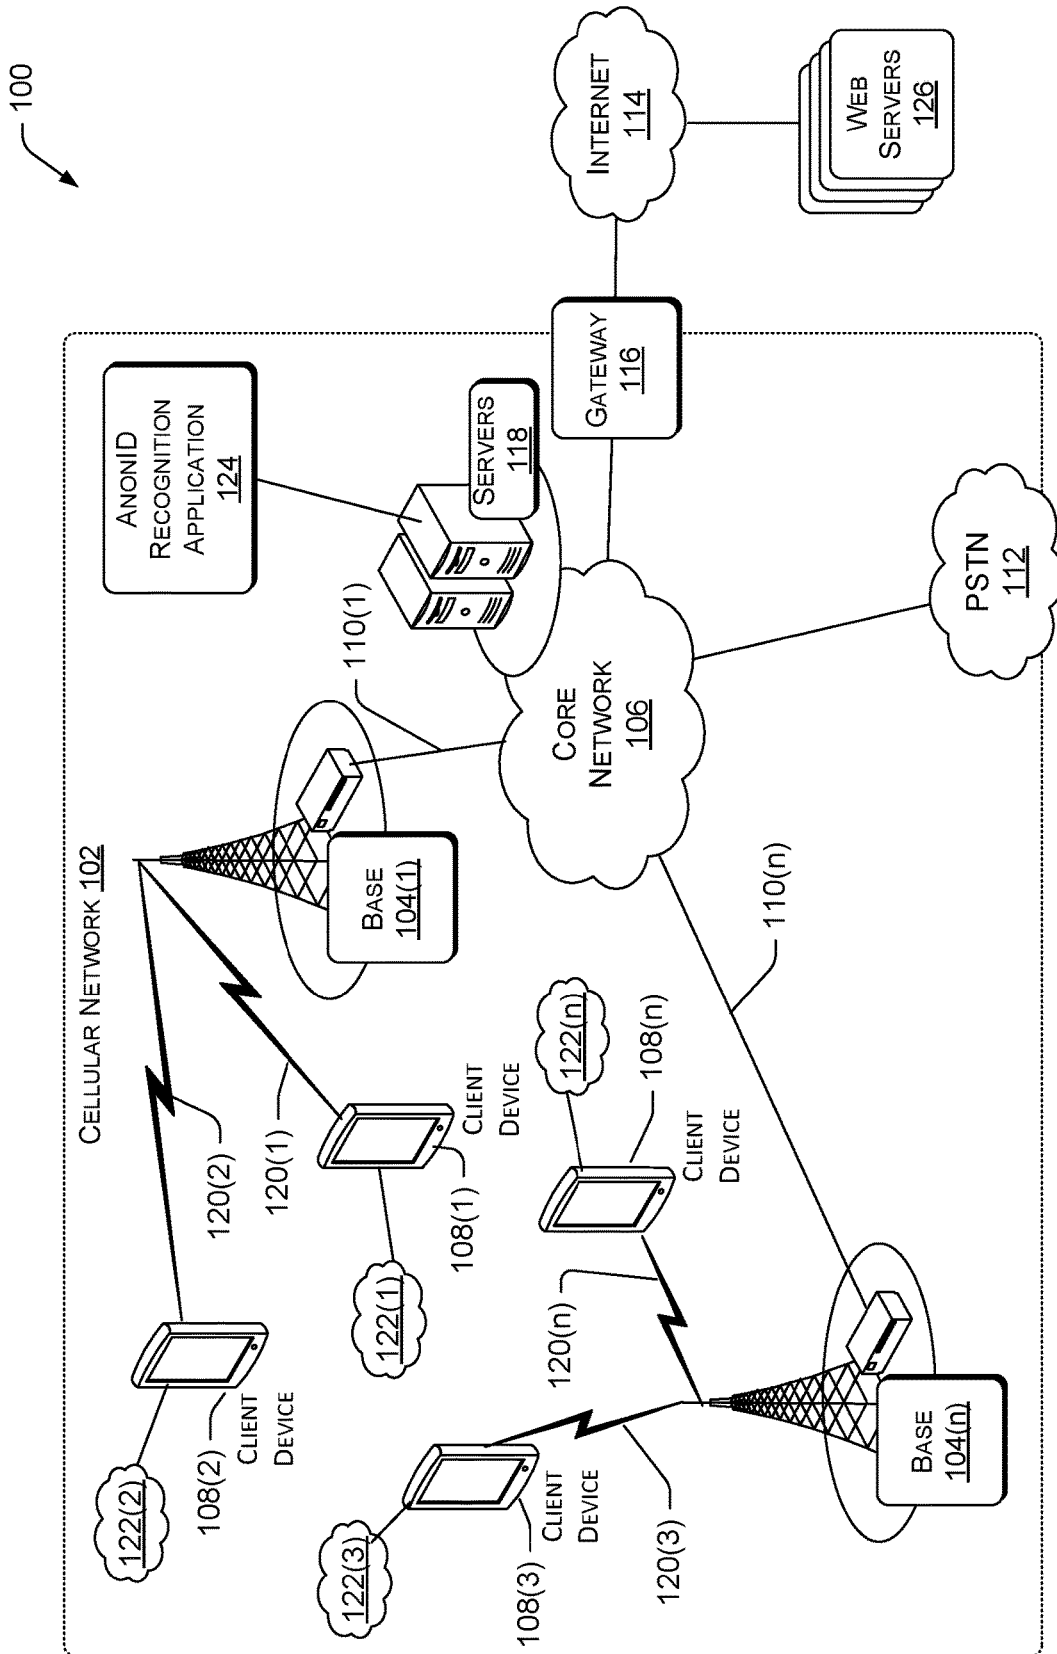 100
CELLULAR NETWORK 102
120(2)
120(1)
122(2)
108(2)
CLIENT
DEVICE
122(1)
108(1)
CLIENT
DEVICE
122(3)
108(3)
CLIENT
DEVICE
120(3)
120(n)
122(n)
108(n)
CLIENT
DEVICE
BASE
104(1)
BASE
104(n)
110(1)
110(n)
CORE
NETWORK
106
ANONID
RECOGNITION
APPLICATION
124
SERVERS
118
GATEWAY
116
PSTN
112
INTERNET
114
WEB
SERVERS
126